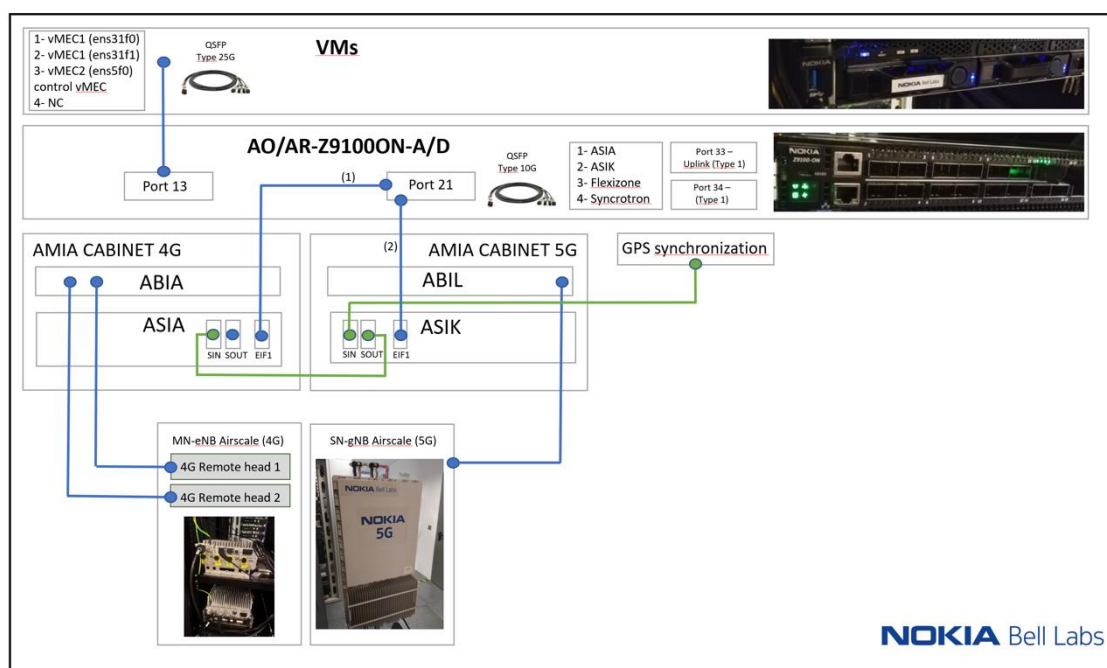 1- vMEC1 (ens31f0)
2- vMEC1 (ens31f1)
3- vMEC2 (ens5f0)
control vMEC
4- NC
QSFP
Type 25G
VMs
NOKIA
NOKIA Bell Labs
AO/AR-Z9100ON-A/D
Port 13
(1)
Port 21
QSFP
Type 10G
1- ASIA
2- ASIK
3- Flexizone
4- Syncrotron
Port 33 –
Uplink (Type 1)
Port 34 –
(Type 1)
NOKIA
Z9100-ON
(2)
AMIA CABINET 4G
ABIA
ASIA
SIN
SOUT
EIF1
AMIA CABINET 5G
ABIL
ASIK
SIN
SOUT
EIF1
GPS synchronization
MN-eNB Airscale (4G)
4G Remote head 1
4G Remote head 2
SN-gNB Airscale (5G)
NOKIA Bell Labs
NOKIA
5G
NOKIA Bell Labs